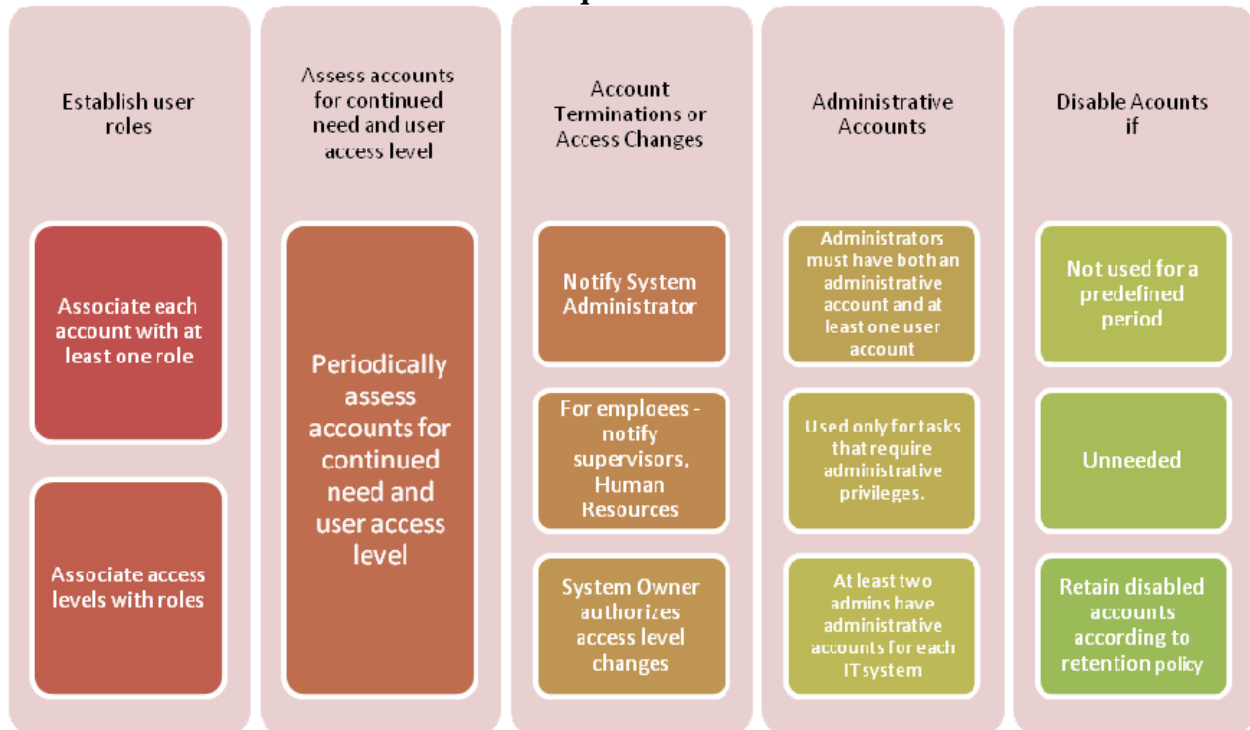 Establish user
roles
Associate each
account with at
least one role
Associate access
levels with roles
Assess accounts
for continued
need and user
access level
Periodically
assess
accounts for
continued
need and
user access
level
Account
Terminations or
Access Changes
Notify System
Administrator
For emploees -
notify
supervisors,
Human
Resources
System Owner
authorizes
access level
changes
Administrative
Accounts
Administrators
must have both an
administrative
account and at
least one user
account
Used only for tasks
that require
administrative
privileges.
At least two
admins have
administrative
accounts for each
IT system
Disable Acounts
if
Not used for a
predefined
period
Unneeded
Retain disabled
accounts
according to
retention policy